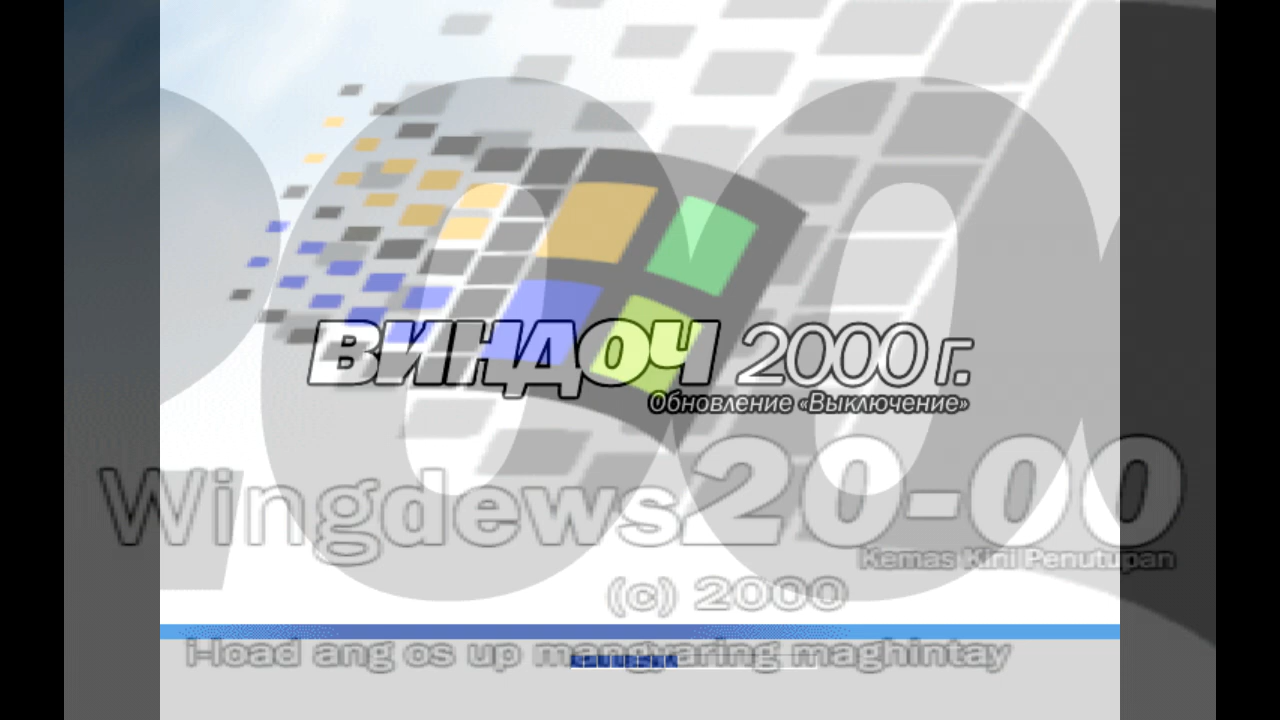 ВИНДОЧ 2000 г.
Обновление «Выключение»
Wingdews 20-00
Kemas Kini Penutupan
(c) 2000
i-load ang os up mangyaring maghintay